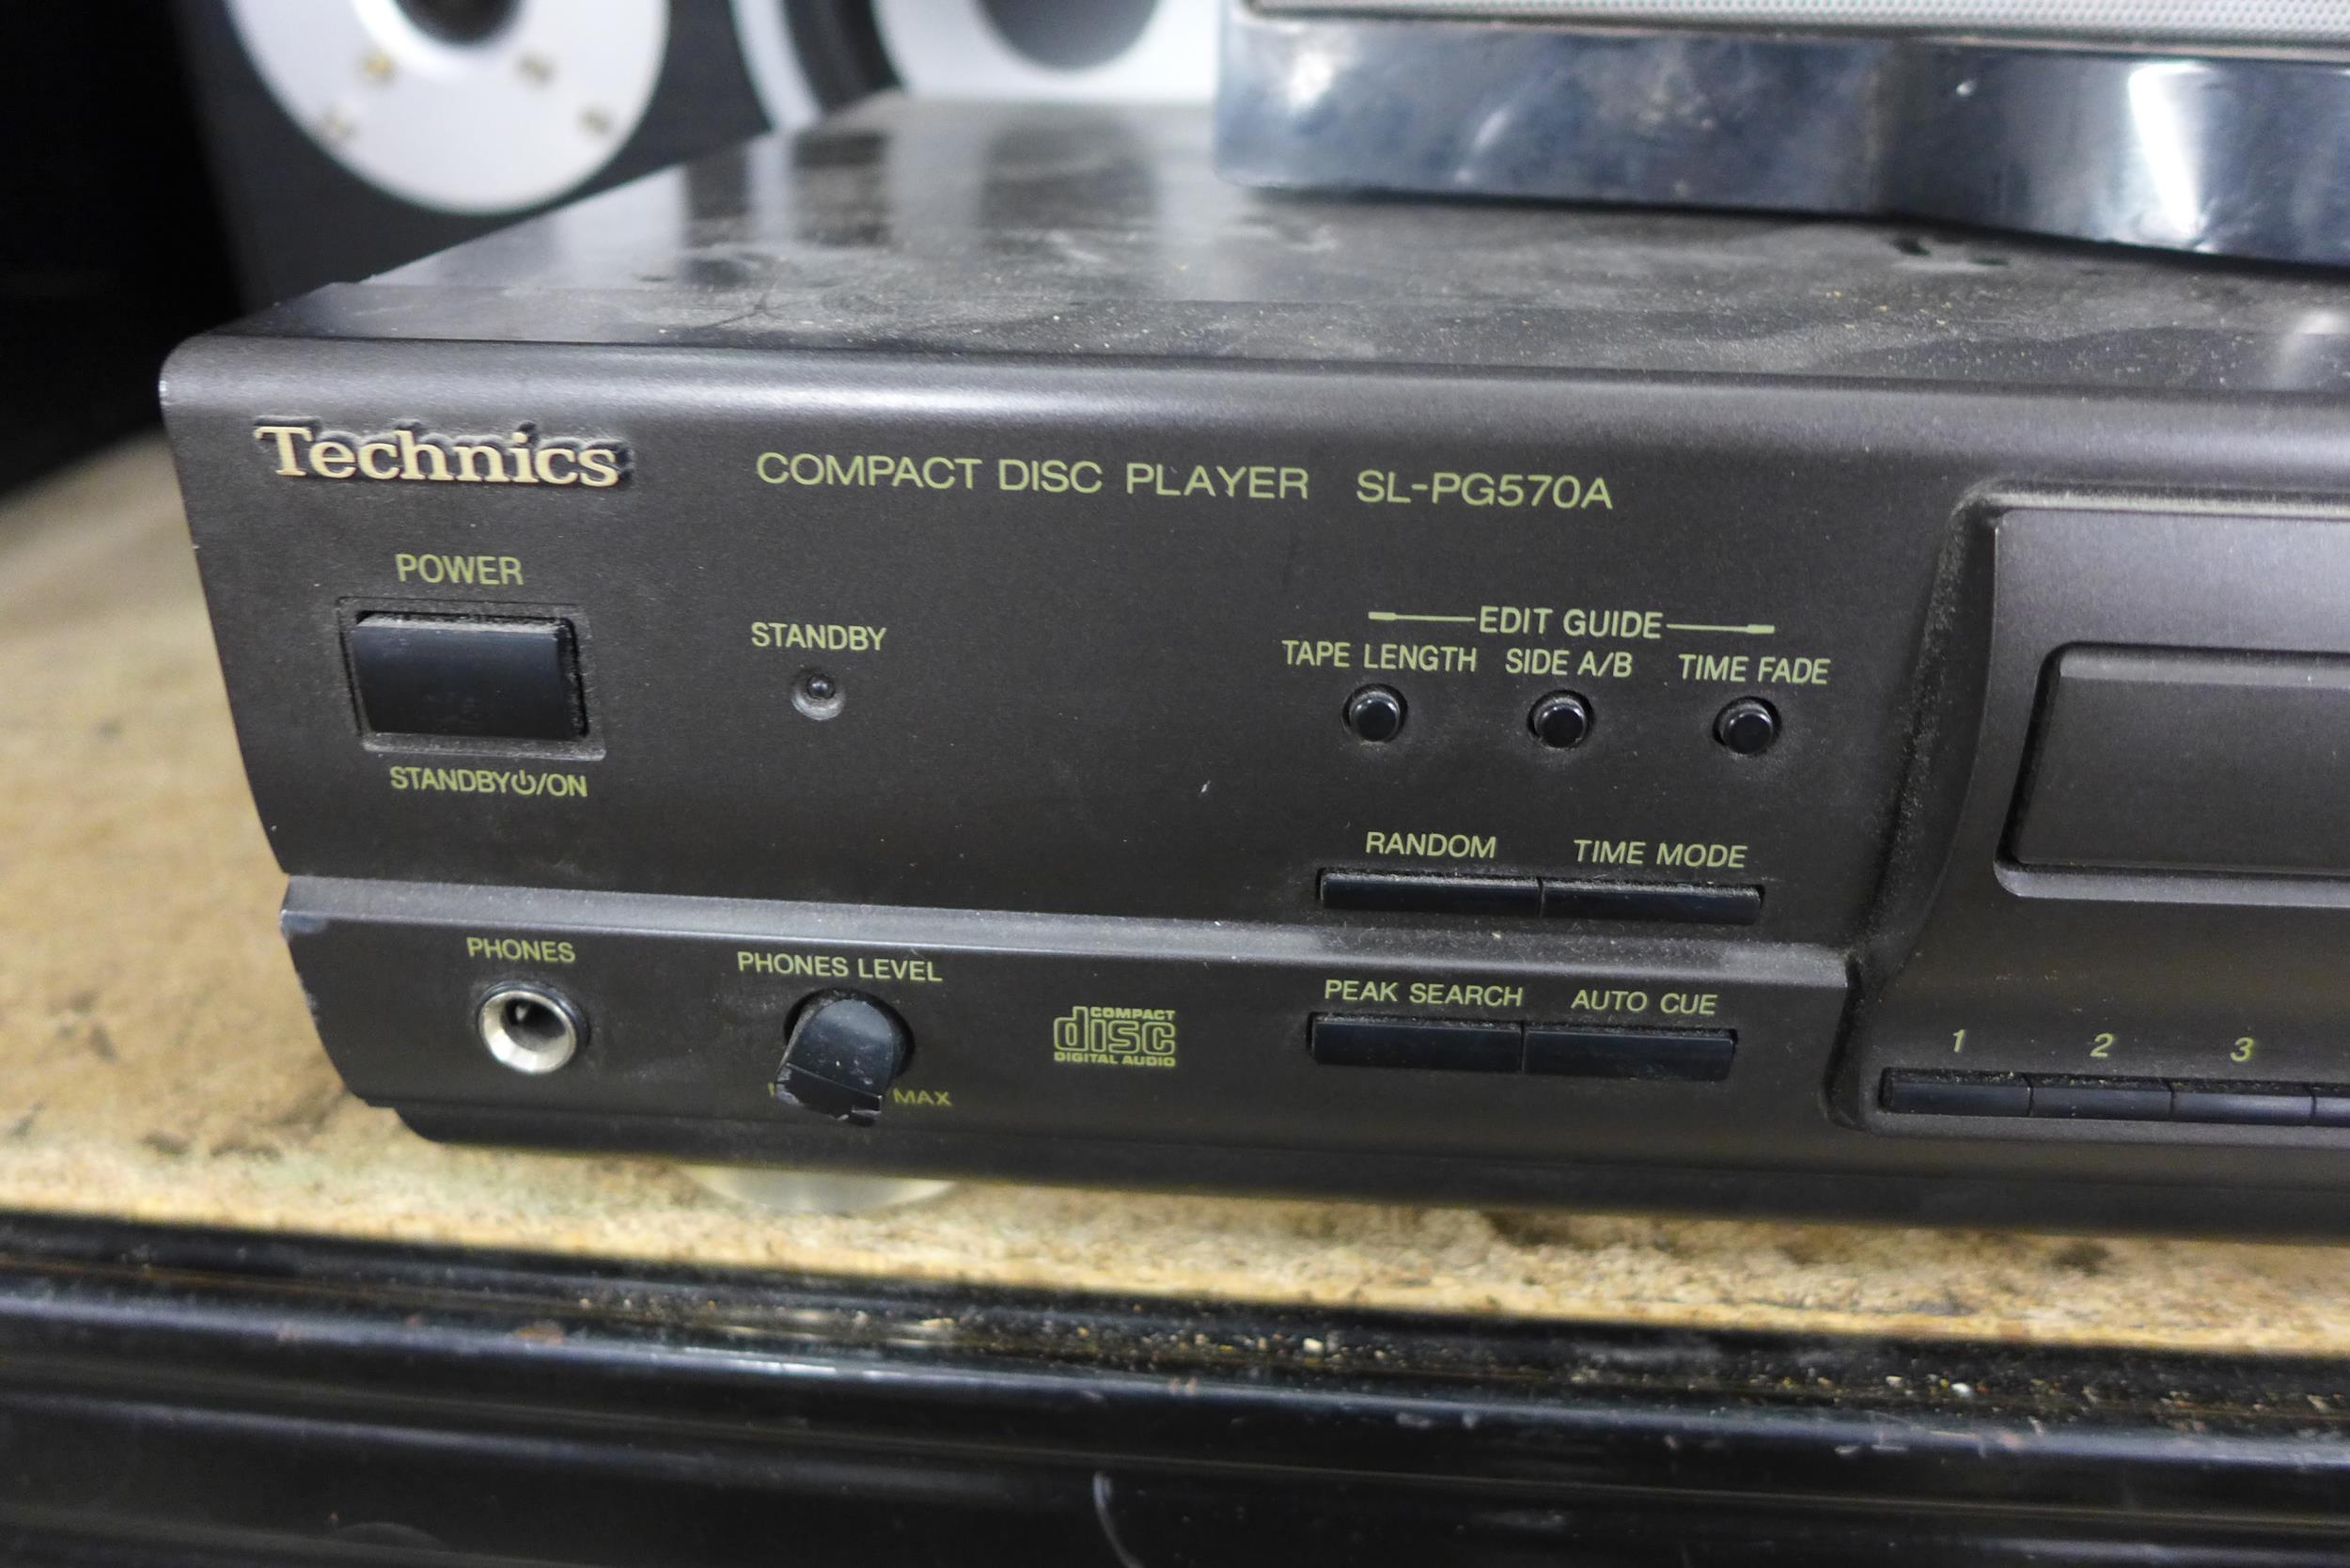 Technics
COMPACT DISC PLAYER SL-PG570A
POWER
STANDBY⏻/ON
STANDBY
EDIT GUIDE
TAPE LENGTH SIDE A/B TIME FADE
RANDOM TIME MODE
PHONES
PHONES LEVEL
MAX
COMPACT
disc
DIGITAL AUDIO
PEAK SEARCH AUTO CUE
1 2 3